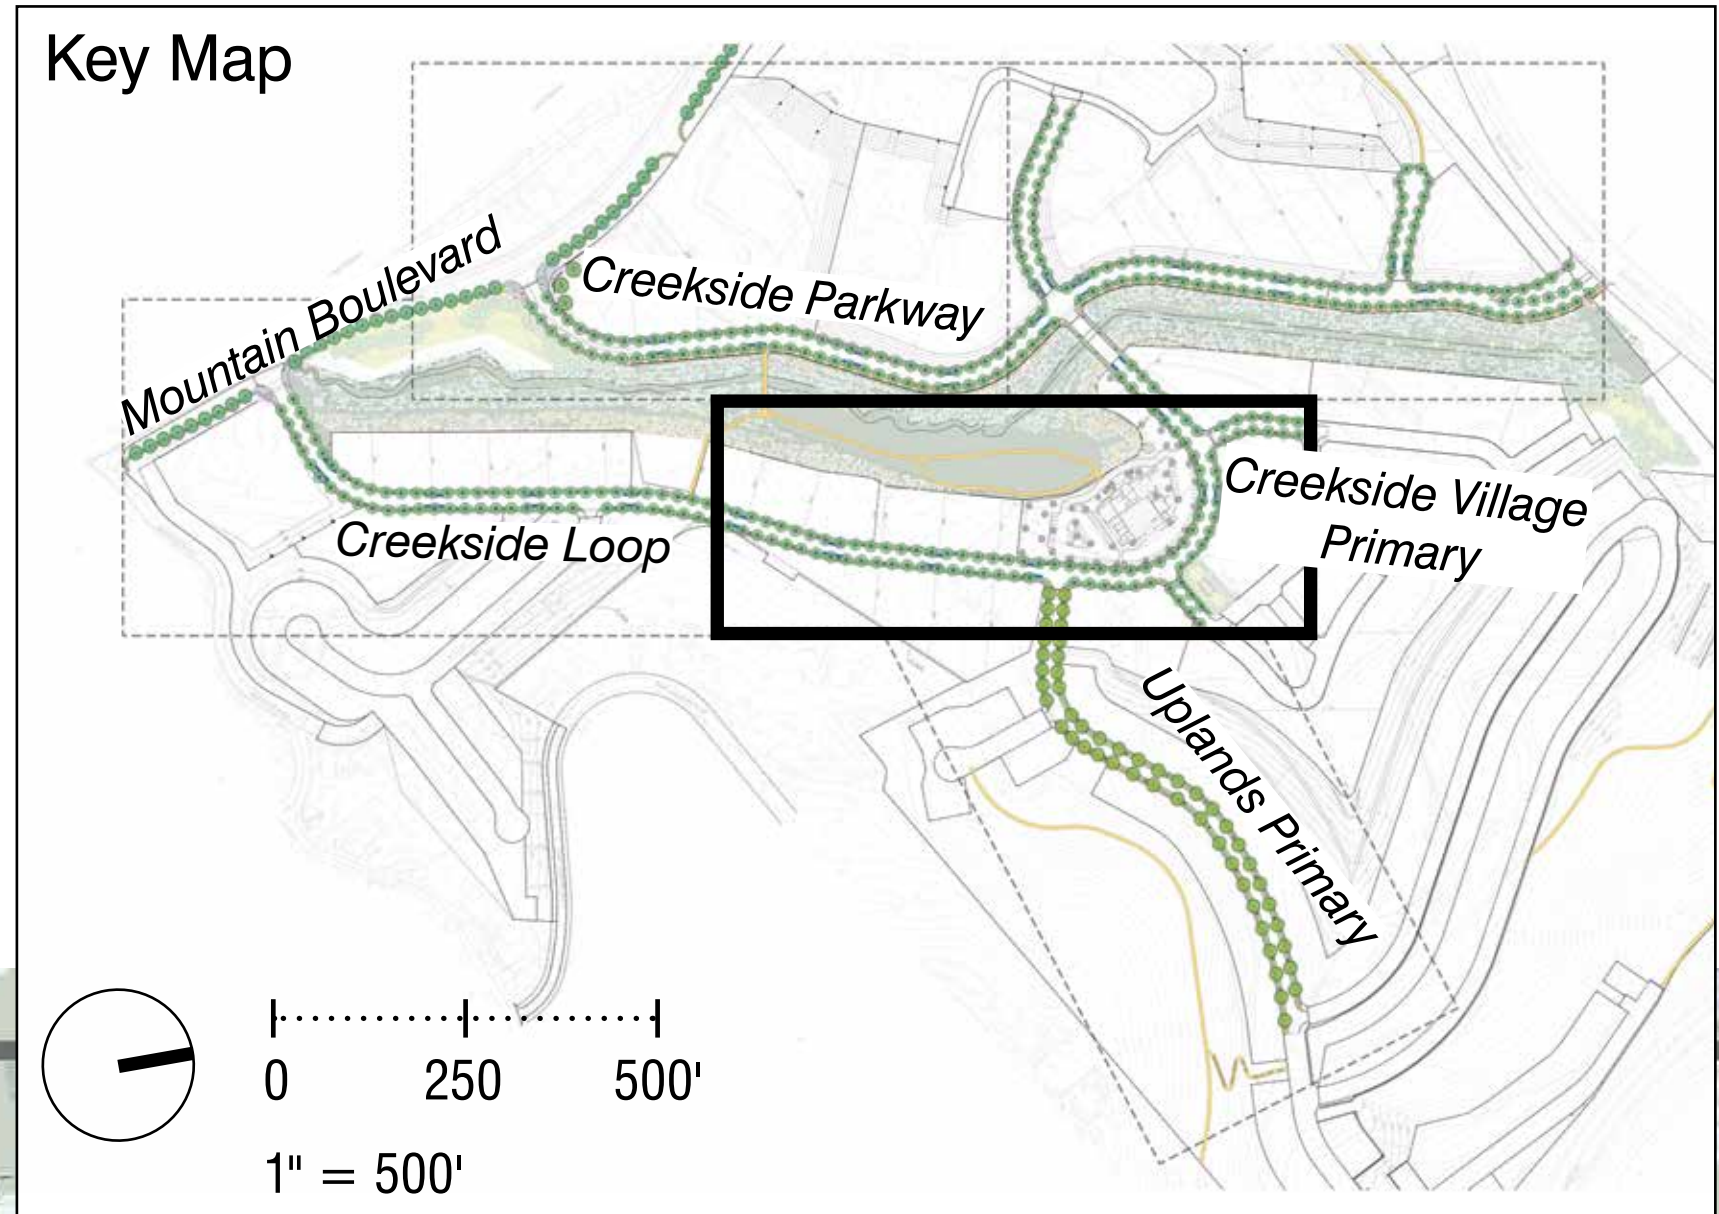 Key Map
Mountain Boulevard
Creekside Parkway
Creekside Village
Primary
Creekside Loop
Uplands Primary
0 250 500'
1" = 500'